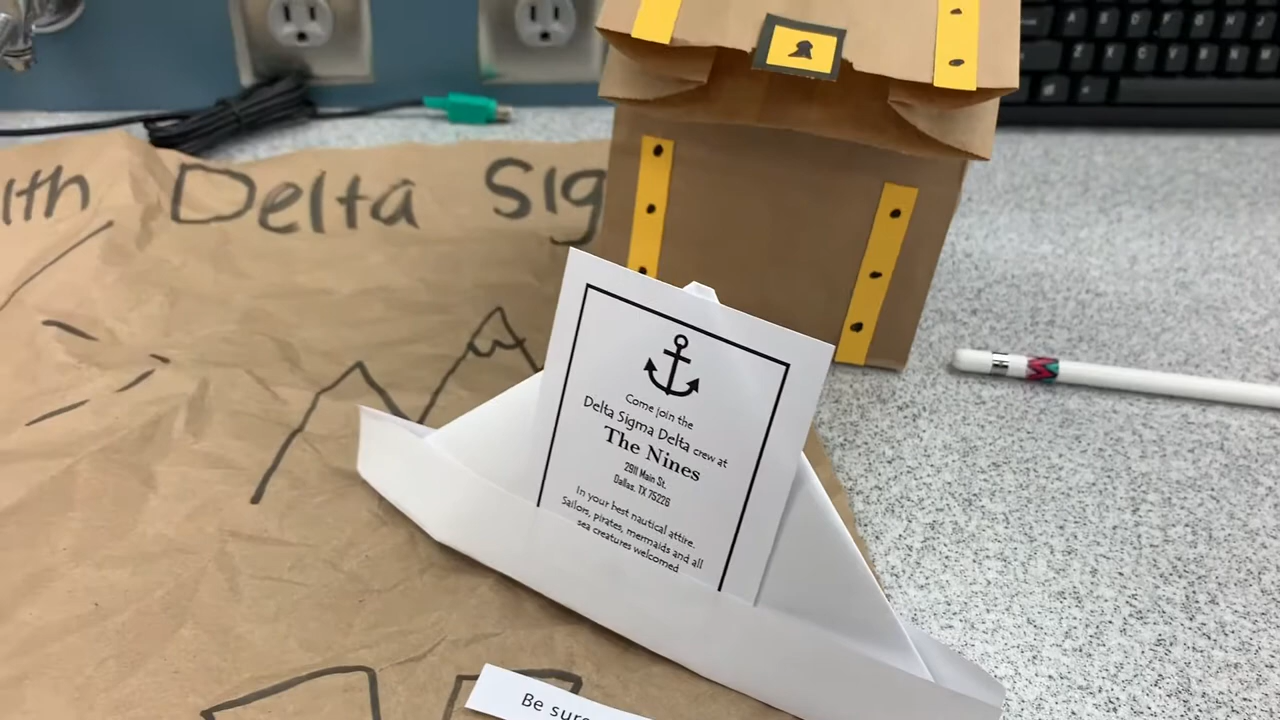 ith Delta Sig
Come join the
Delta Sigma Delta crew at
The Nines
2911 Main St.
Dallas, TX 75226
In your best nautical attire.
Sailors, pirates, mermaids and all
sea creatures welcomed
Be sure